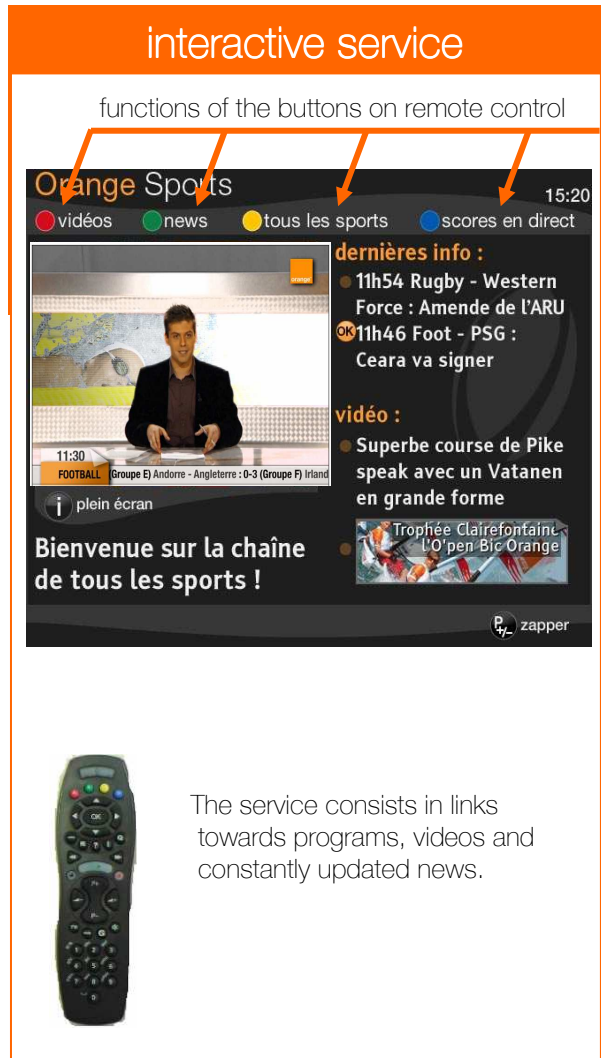 interactive service
functions of the buttons on remote control
Orange Sports
15:20
vidéos news tous les sports scores en direct
orange
11:30
FOOTBALL (Groupe E) Andorre - Angleterre : 0-3 (Groupe F) Irland
i plein écran
Bienvenue sur la chaîne
de tous les sports !
dernières info :
11h54 Rugby - Western
Force : Amende de l'ARU
OK 11h46 Foot - PSG :
Ceara va signer
vidéo :
Superbe course de Pike
speak avec un Vatanen
en grande forme
Trophée Clairefontaine
L'O'pen Bic Orange
P+/- zapper
OK
P+
P-
The service consists in links
towards programs, videos and
constantly updated news.